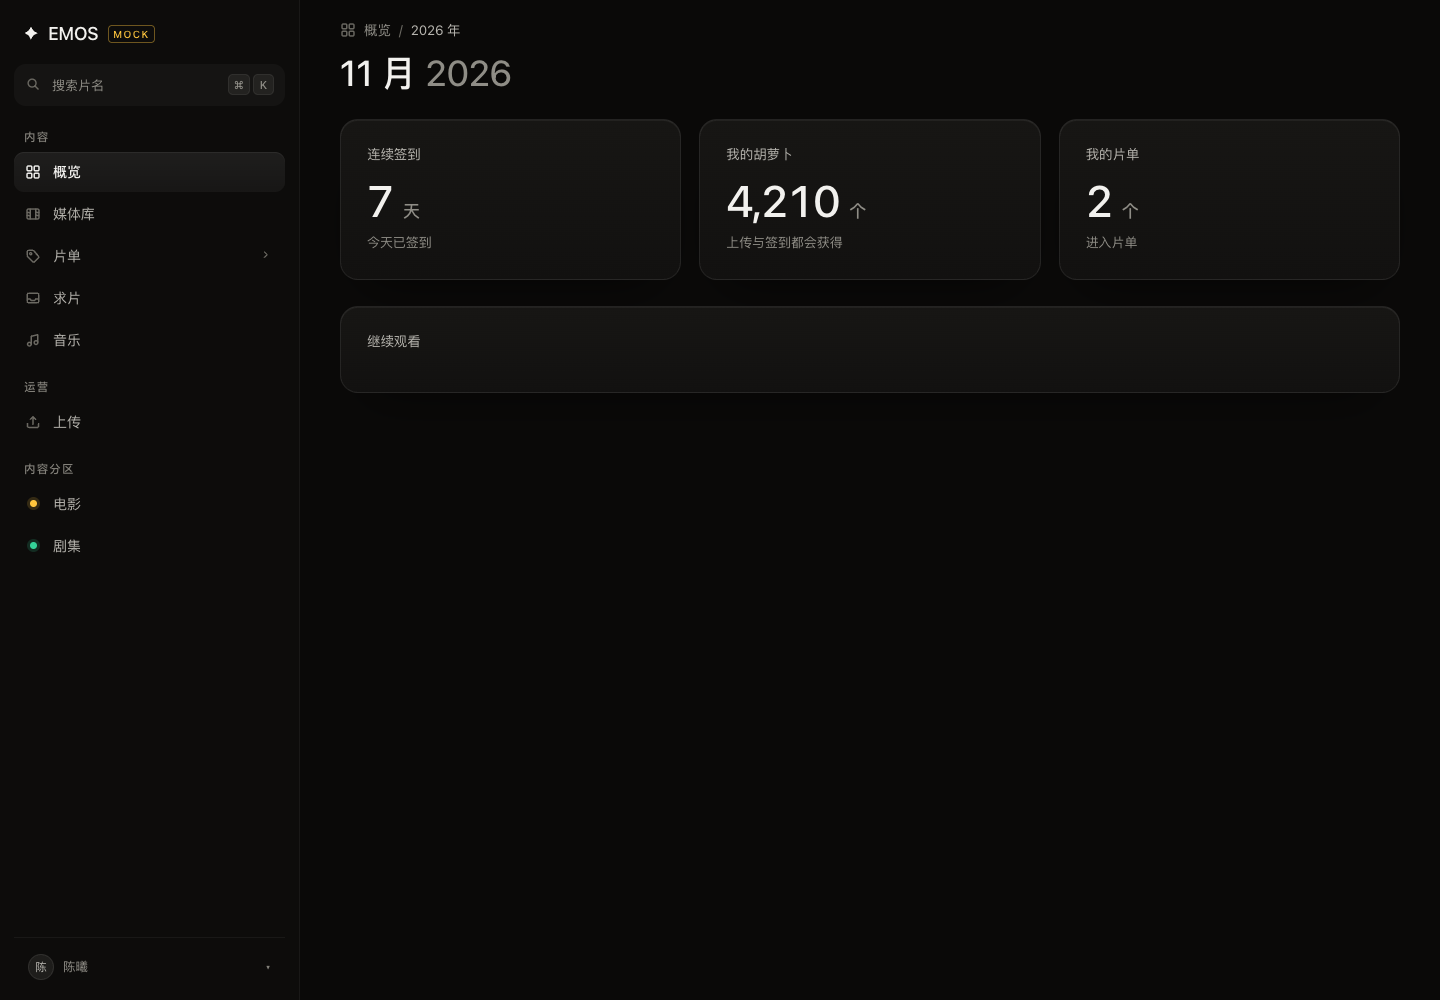 EMOS MOCK
搜索片名 ⌘ K
内容
概览
媒体库
片单
求片
音乐
运营
上传
内容分区
电影
剧集
陈 陈曦
概览 / 2026 年
11 月 2026
连续签到
7 天
今天已签到
我的胡萝卜
4,210 个
上传与签到都会获得
我的片单
2 个
进入片单
继续观看